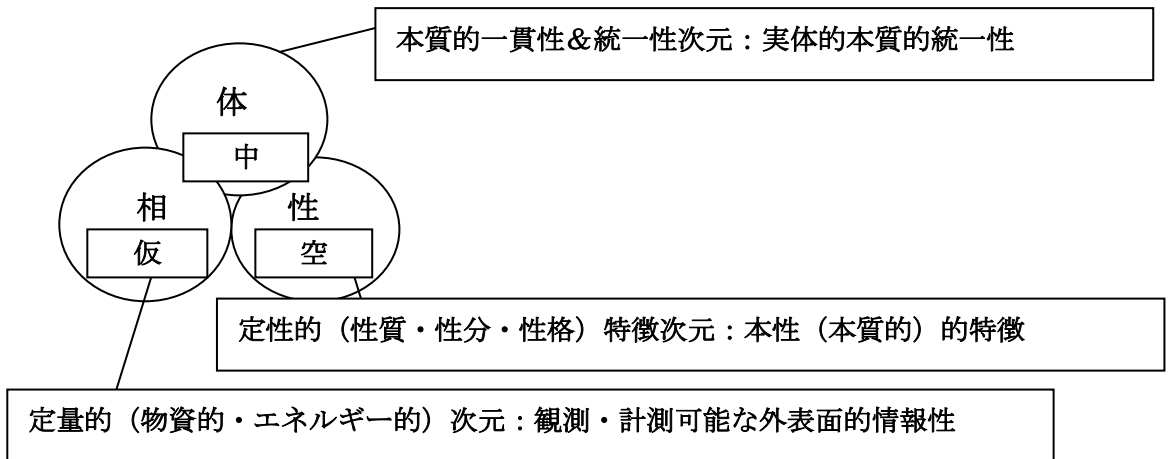 本質的一貫性＆統一性次元：実体的本質的統一性
体
中
相
性
仮
空
定性的（性質・性分・性格）特徴次元：本性（本質的）的特徴
定量的（物資的・エネルギー的）次元：観測・計測可能な外表面的情報性